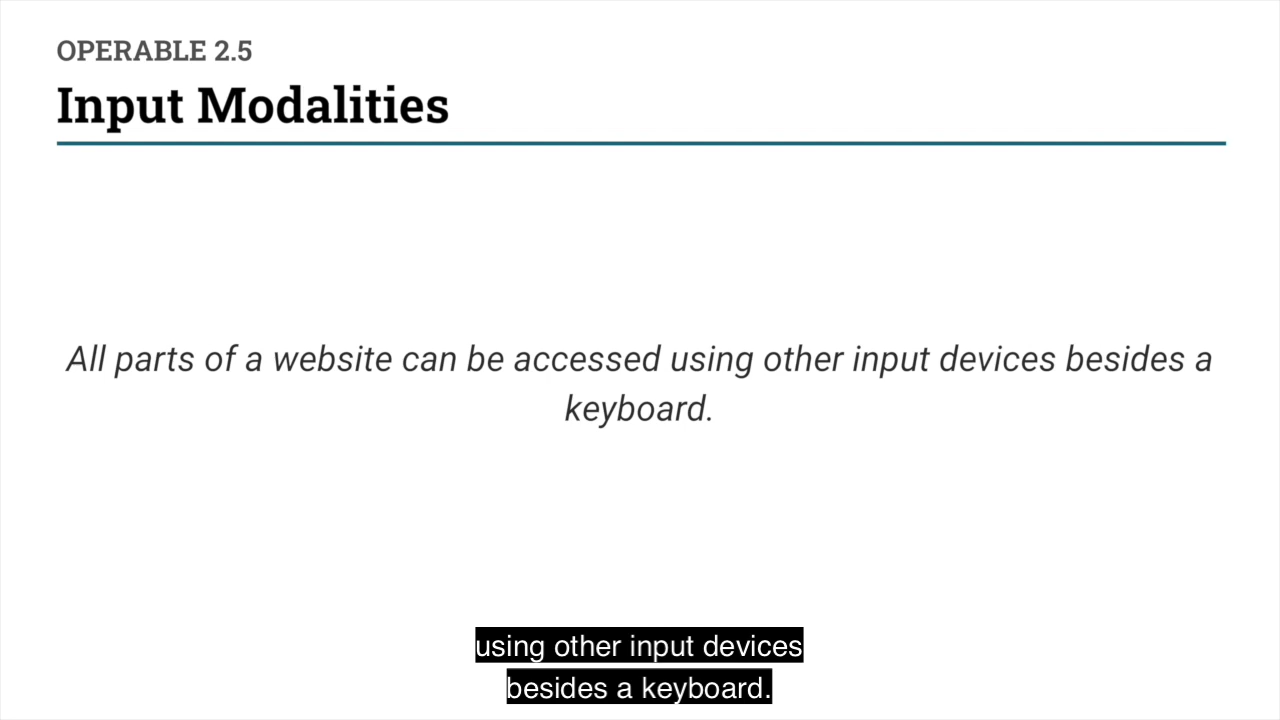 OPERABLE 2.5
Input Modalities
All parts of a website can be accessed using other input devices besides a
keyboard.
using other input devices
besides a keyboard.